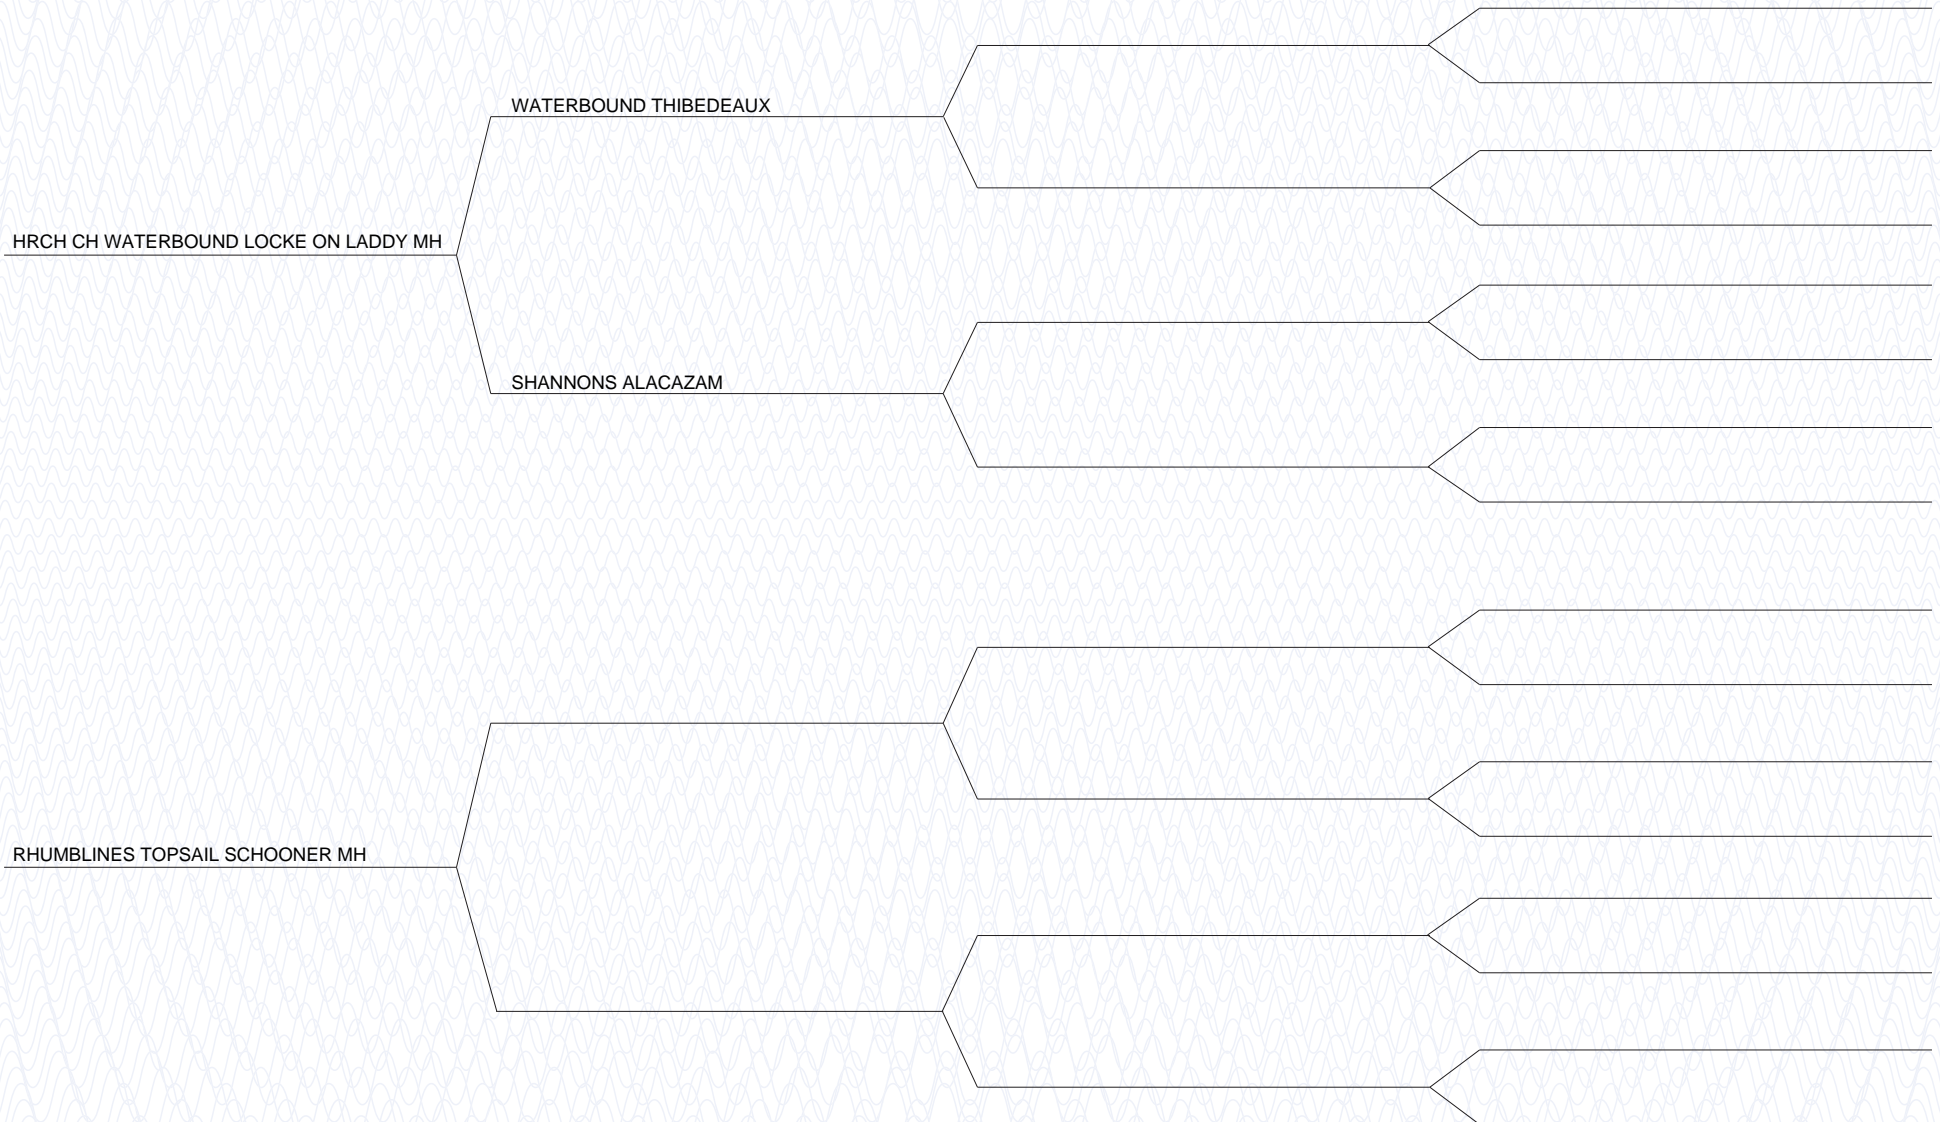 WATERBOUND THIBEDEAUX
HRCH CH WATERBOUND LOCKE ON LADDY MH
SHANNONS ALACAZAM
RHUMBLINES TOPSAIL SCHOONER MH